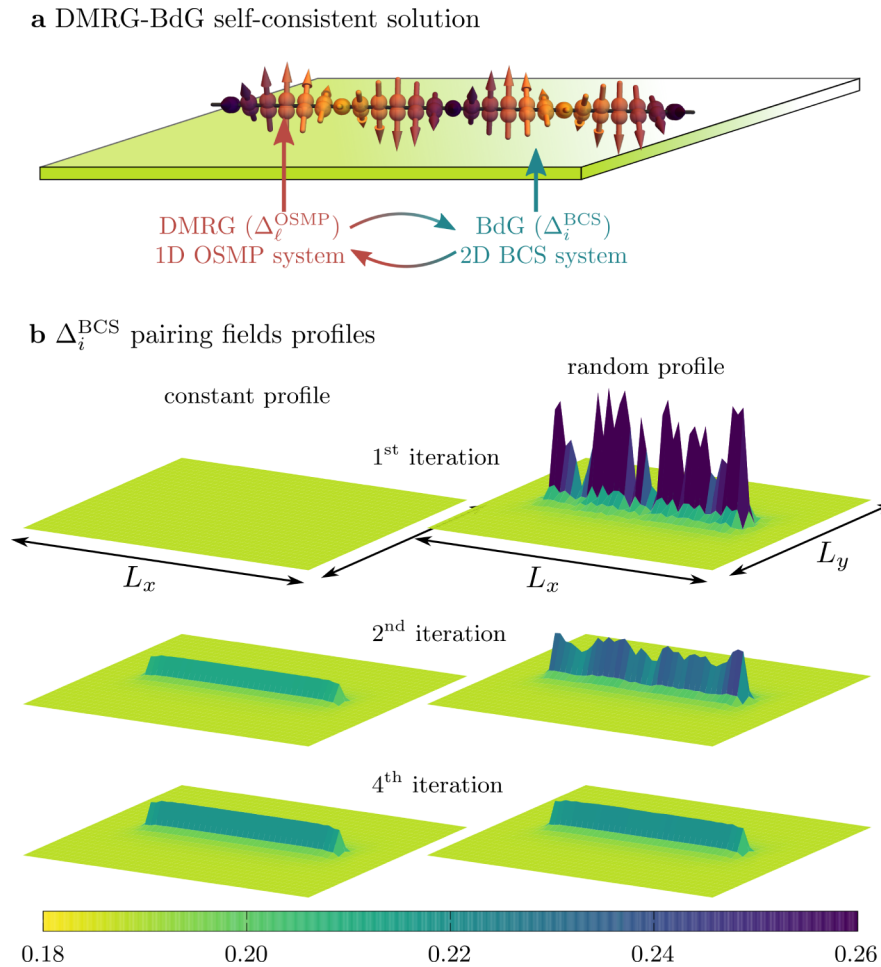 a DMRG-BdG self-consistent solution
DMRG (Δ_ℓ^OSMP)
1D OSMP system
BdG (Δ_i^BCS)
2D BCS system
b Δ_i^BCS pairing fields profiles
constant profile
random profile
1st iteration
L_x
L_x
L_y
2nd iteration
4th iteration
0.18 0.20 0.22 0.24 0.26